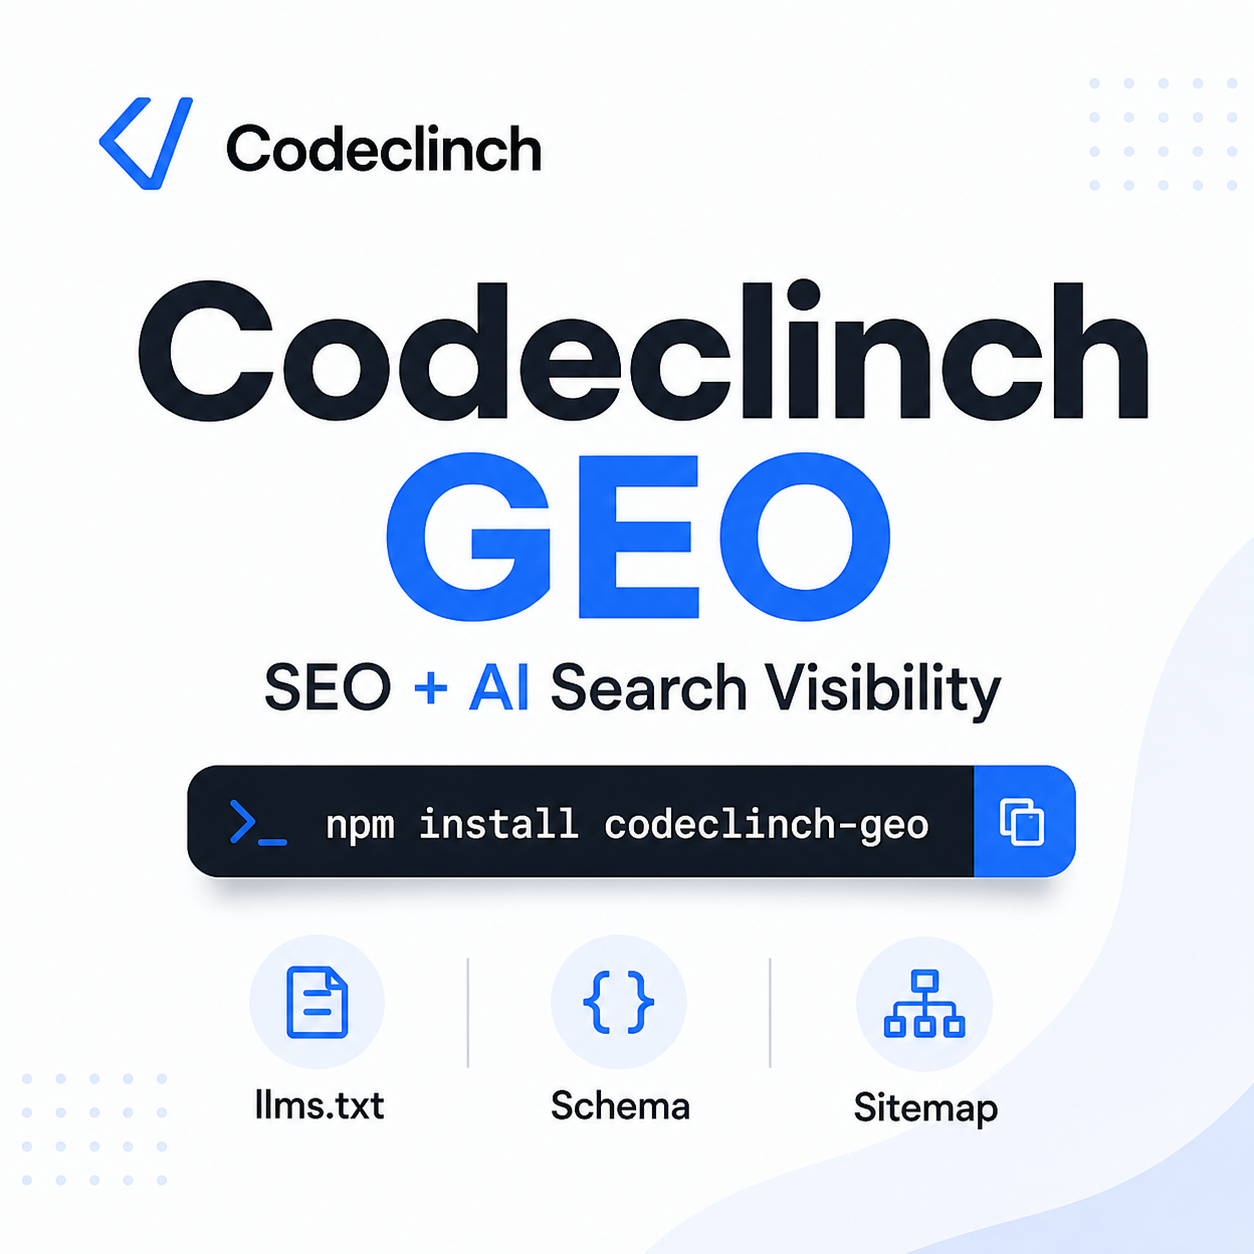 Codeclinch
Codeclinch
GEO
SEO + AI Search Visibility
>_ npm install codeclinch-geo
{ }
llms.txt
Schema
Sitemap